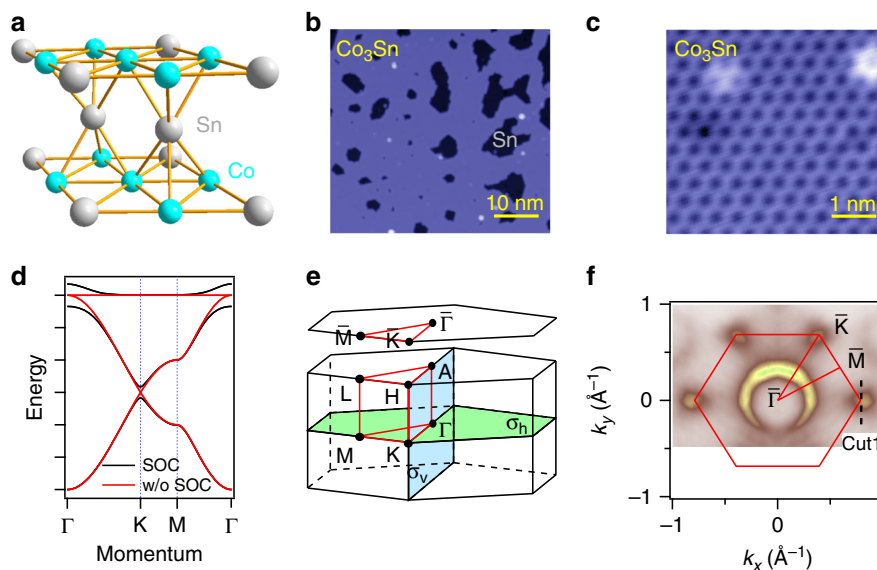 a
Sn
Co
b
Co3Sn
Sn
10 nm
c
Co3Sn
1 nm
d
Energy
SOC
w/o SOC
Γ K M Γ
Momentum
e
M̅ K̅ Γ̅
L H A
σh
M K Γ
σv
f
1
0
−1
ky (Å−1)
K̅
M̅
Γ̅
Cut1
−1 0 1
kx (Å−1)